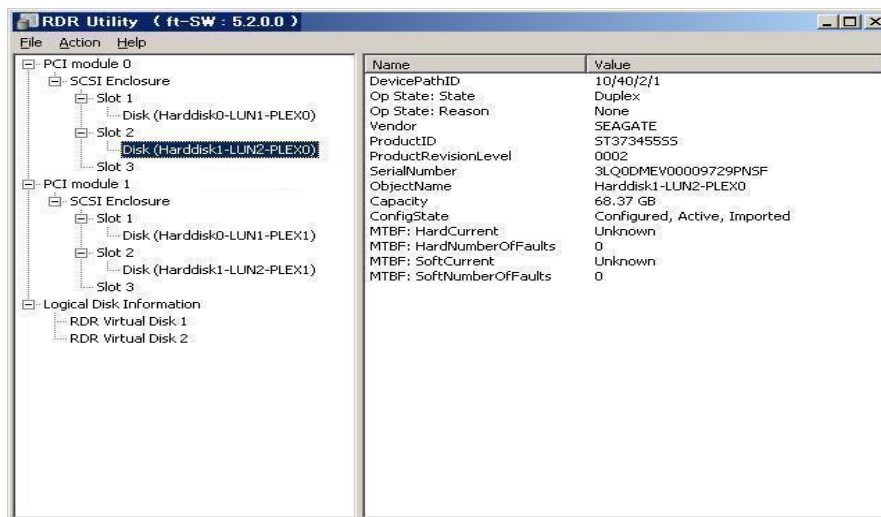 RDR Utility ( ft-SW : 5.2.0.0 )
File Action Help
PCI module 0
SCSI Enclosure
Slot 1
Disk (Harddisk0-LUN1-PLEX0)
Slot 2
Disk (Harddisk1-LUN2-PLEX0)
Slot 3
PCI module 1
SCSI Enclosure
Slot 1
Disk (Harddisk0-LUN1-PLEX1)
Slot 2
Disk (Harddisk1-LUN2-PLEX1)
Slot 3
Logical Disk Information
RDR Virtual Disk 1
RDR Virtual Disk 2
Name Value
DevicePathID 10/40/2/1
Op State: State Duplex
Op State: Reason None
Vendor SEAGATE
ProductID ST373455SS
ProductRevisionLevel 0002
SerialNumber 3LQ0DMEV00009729PNSF
ObjectName Harddisk1-LUN2-PLEX0
Capacity 68.37 GB
ConfigState Configured, Active, Imported
MTBF: HardCurrent Unknown
MTBF: HardNumberOfFaults 0
MTBF: SoftCurrent Unknown
MTBF: SoftNumberOfFaults 0